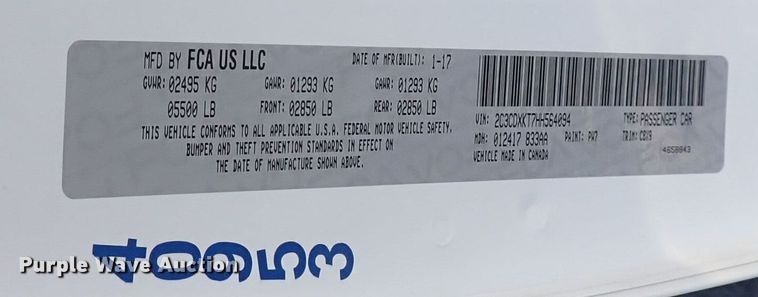 MFD BY FCA US LLC
DATE OF MFR(BUILT): 1-17
GVWR: 02495 KG GAWR: 01293 KG GAWR: 01293 KG
05500 LB FRONT: 02850 LB REAR: 02850 LB
THIS VEHICLE CONFORMS TO ALL APPLICABLE U.S.A. FEDERAL MOTOR VEHICLE SAFETY,
BUMPER AND THEFT PREVENTION STANDARDS IN EFFECT ON
THE DATE OF MANUFACTURE SHOWN ABOVE.
VIN: 2C3CDXKT7HH564094 TYPE: PASSENGER CAR
MDH: 012417 833AA PAINT: PW7 TRIM: CBX9
VEHICLE MADE IN CANADA 4658843
40953
Purple Wave Auction